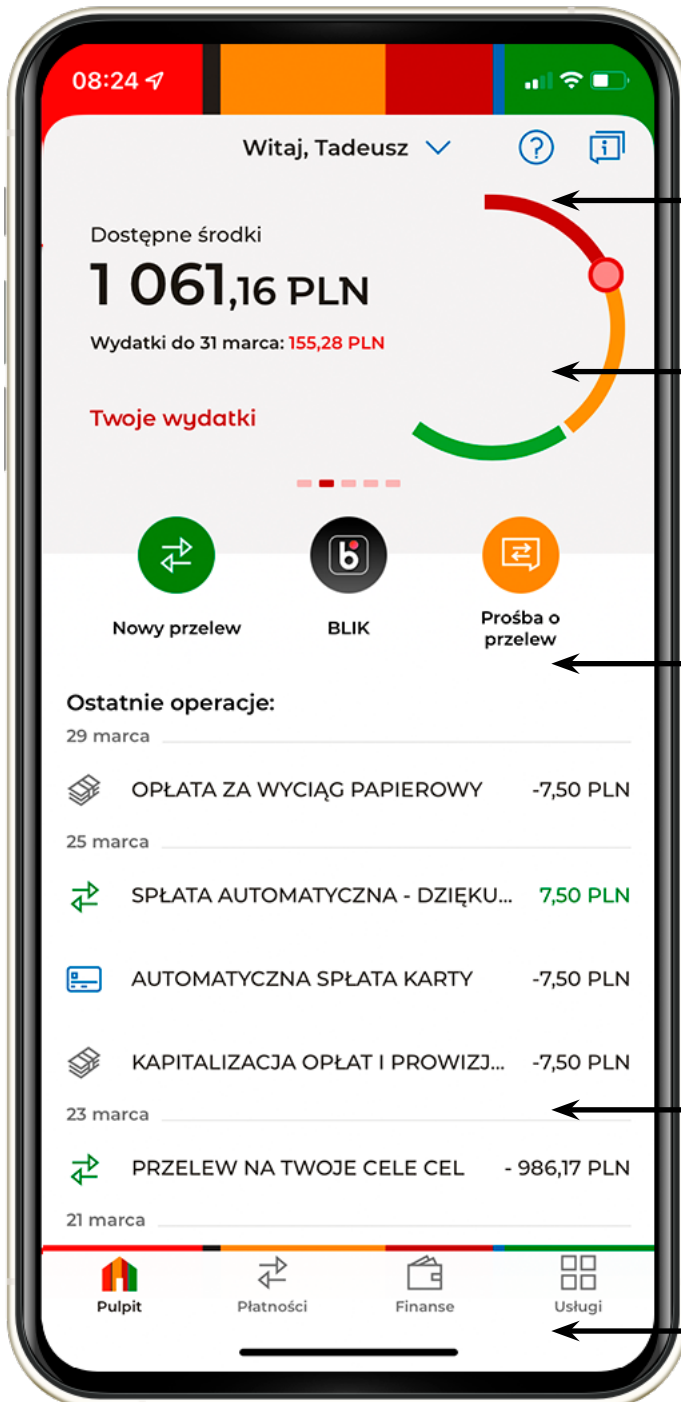 08:24
Witaj, Tadeusz
Dostępne środki
1 061,16 PLN
Wydatki do 31 marca: 155,28 PLN
Twoje wydatki
Nowy przelew
BLIK
Prośba o
przelew
Ostatnie operacje:
29 marca
OPŁATA ZA WYCIĄG PAPIEROWY -7,50 PLN
25 marca
SPŁATA AUTOMATYCZNA - DZIĘKU... 7,50 PLN
AUTOMATYCZNA SPŁATA KARTY -7,50 PLN
KAPITALIZACJA OPŁAT I PROWIZJ... -7,50 PLN
23 marca
PRZELEW NA TWOJE CELE CEL - 986,17 PLN
21 marca
Pulpit Płatności Finanse Usługi